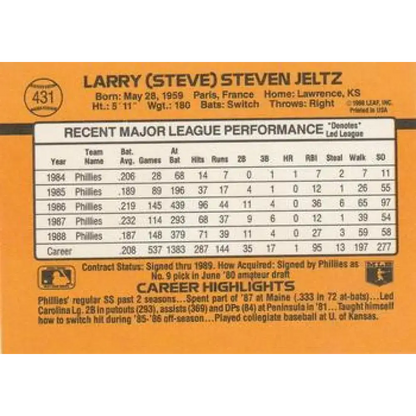 431
LARRY (STEVE) STEVEN JELTZ
Born: May 28, 1959 Paris, France Home: Lawrence, KS
Ht.: 5'11" Wgt.: 180 Bats: Switch Throws: Right
© 1988 LEAF, INC.
Printed in USA
RECENT MAJOR LEAGUE PERFORMANCE *Denotes* Led League
Year Team Name Bat. Avg. Games At Bat Hits Runs 2B 3B HR RBI Steal Walk SO
1984 Phillies .206 28 68 14 7 0 1 1 7 2 7 11
1985 Phillies .189 89 196 37 17 4 1 0 12 1 26 55
1986 Phillies .219 145 439 96 44 11 4 0 36 6 65 97
1987 Phillies .232 114 293 68 37 9 6 0 12 1 39 54
1988 Phillies .187 148 379 71 39 11 4 0 27 3 59 58
Career .208 537 1383 287 144 35 17 1 95 13 197 277
Contract Status: Signed thru 1989. How Acquired: Signed by Phillies as
No. 9 pick in June '80 amateur draft
CAREER HIGHLIGHTS
Phillies' regular SS past 2 seasons...Spent part of '87 at Maine (.333 in 72 at-bats)...Led
Carolina Lg. 2B in putouts (293), assists (369) and DPs (84) at Peninsula in '81...Taught himself
how to switch hit during '85-'86 off-season...Played collegiate baseball at U. of Kansas.